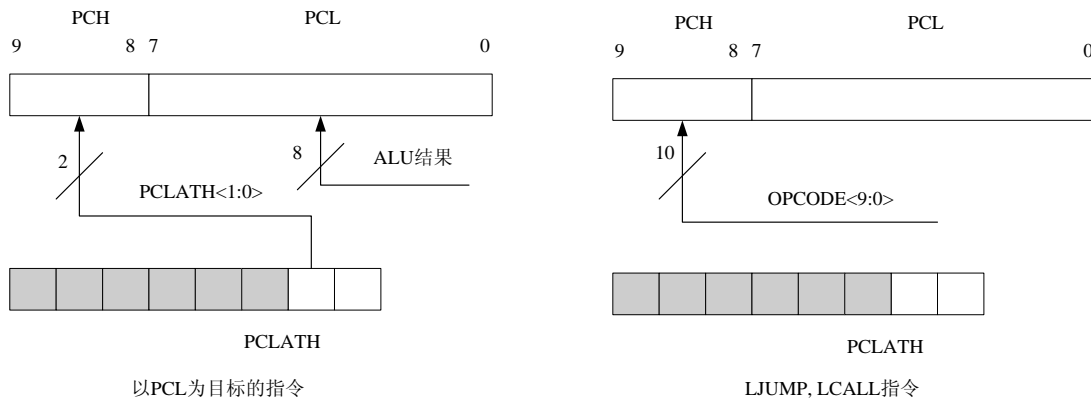 PCH
PCL
9
8
7
0
2
8
ALU结果
PCLATH<1:0>
PCLATH
以PCL为目标的指令
PCH
PCL
9
8
7
0
10
OPCODE<9:0>
PCLATH
LJUMP, LCALL指令